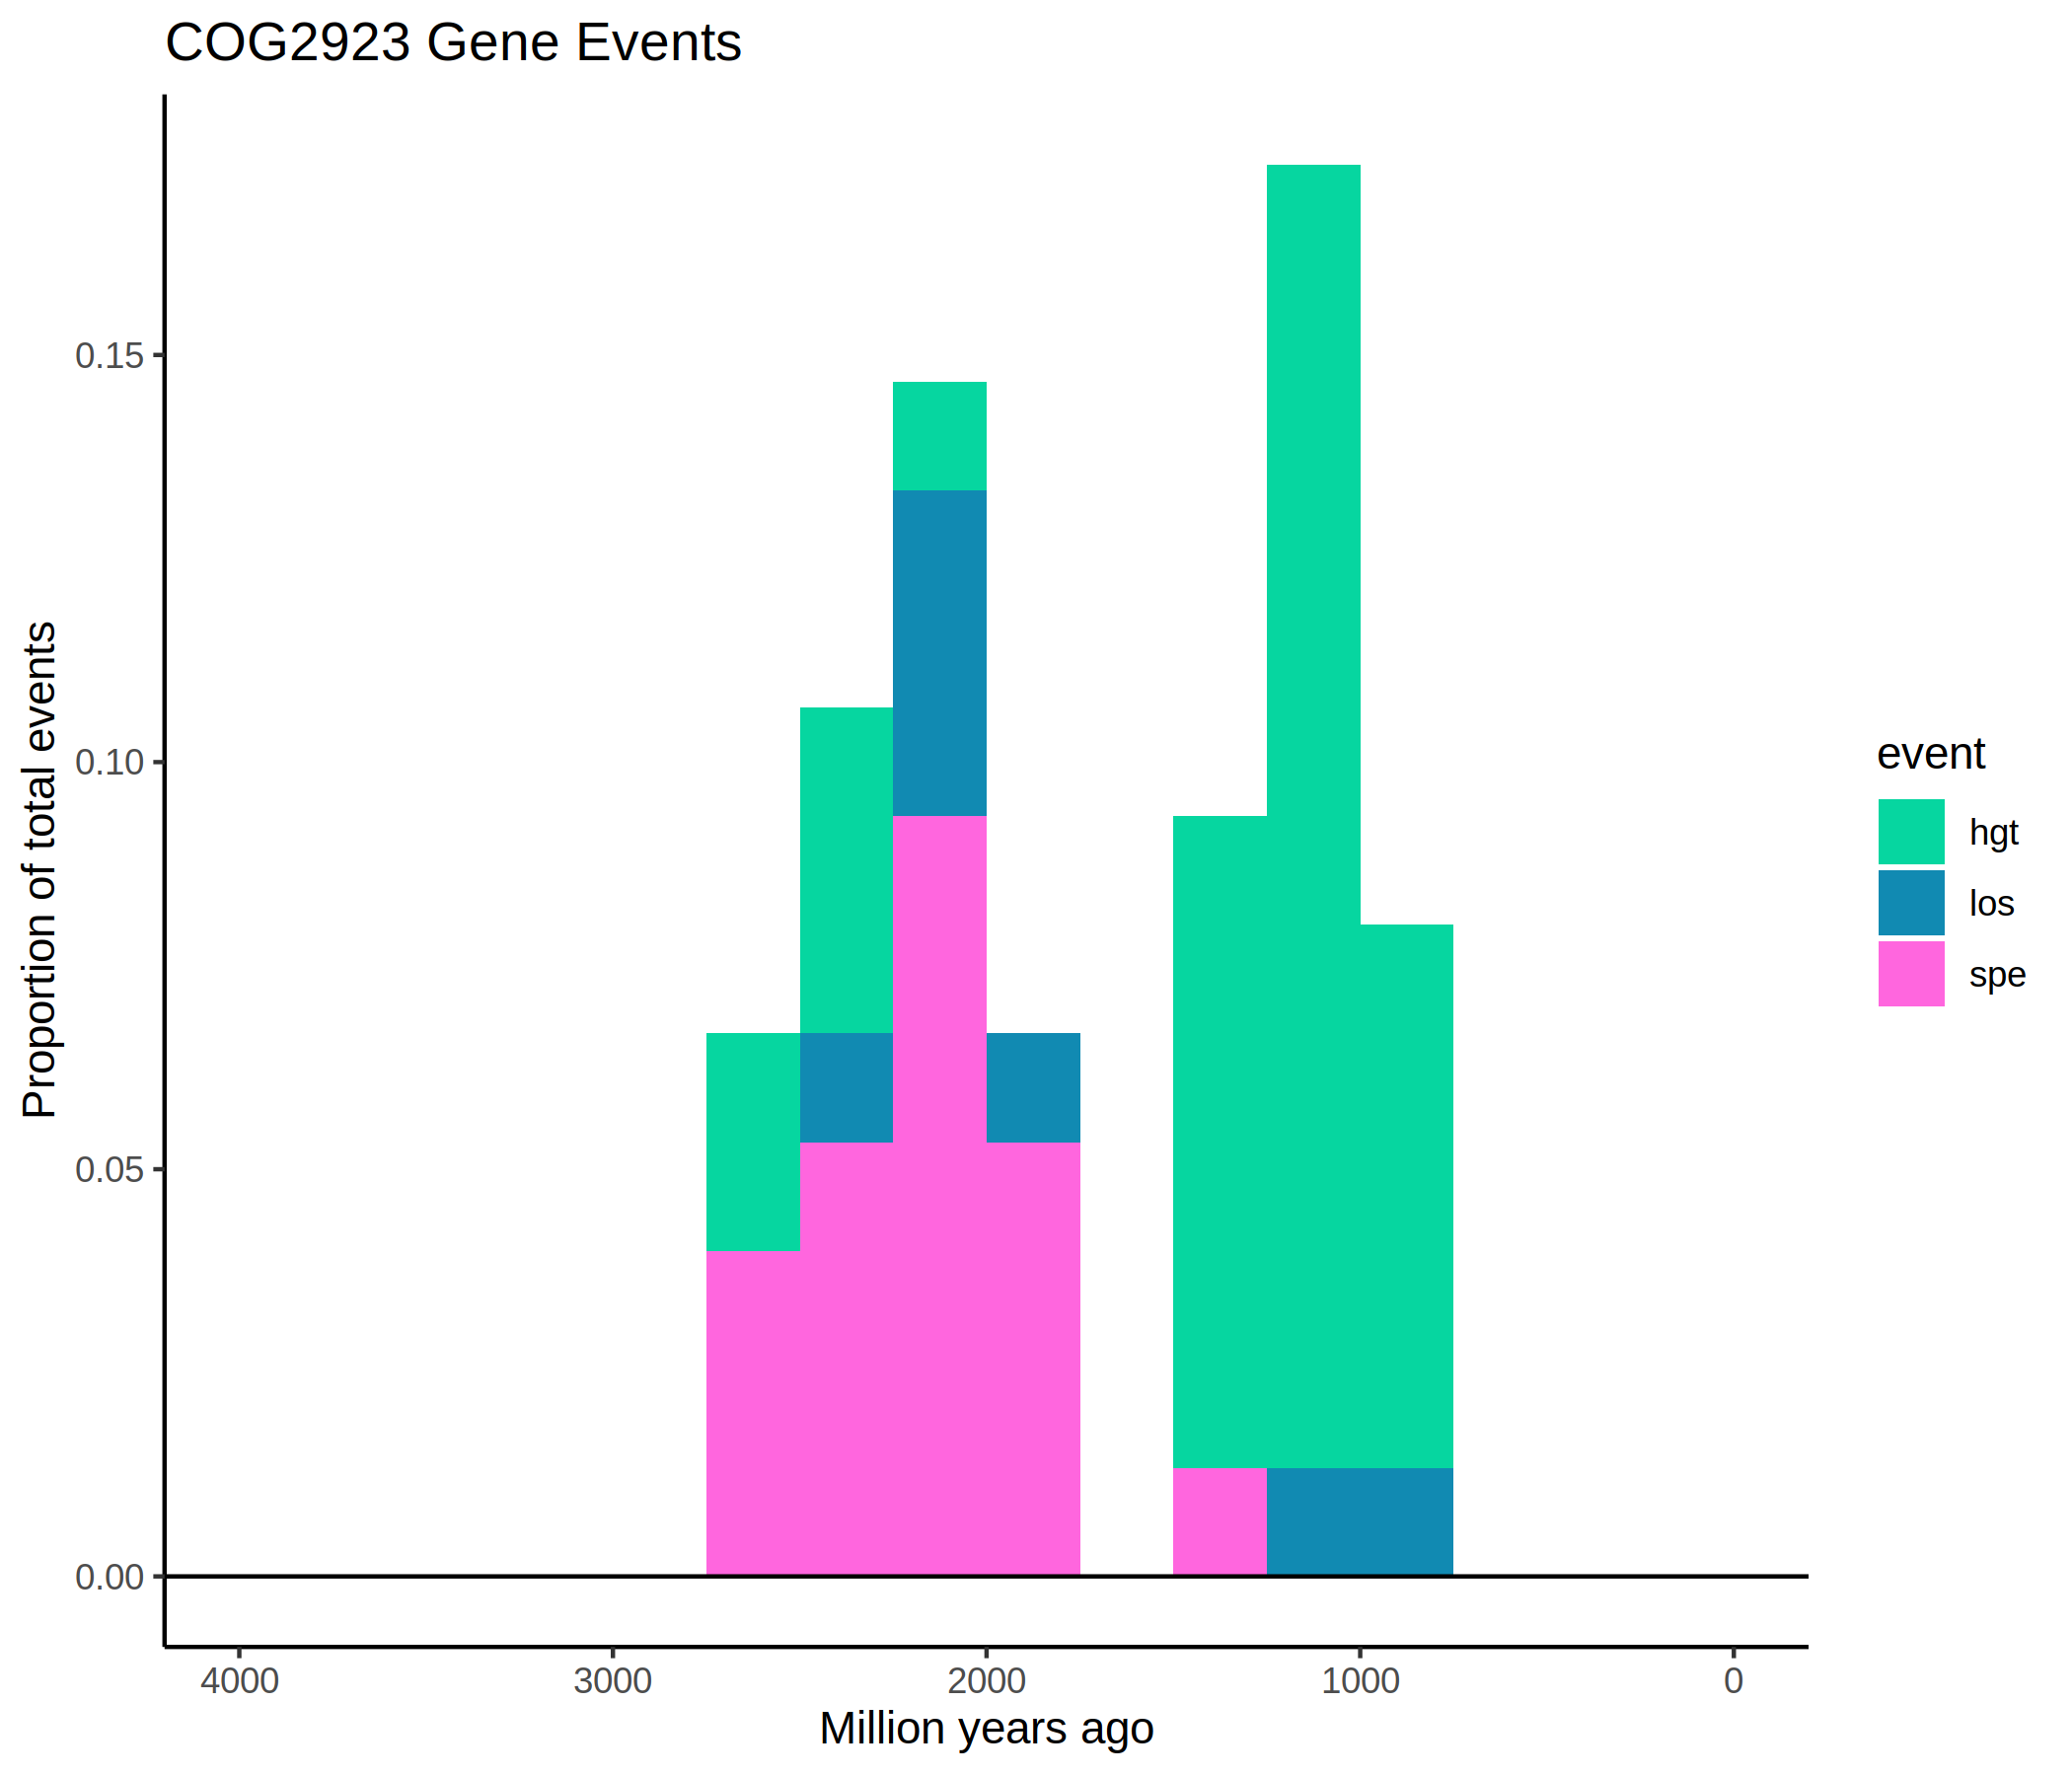 COG2923 Gene Events
Proportion of total events
0.15
0.10
0.05
0.00
4000 3000 2000 1000 0
Million years ago
event
hgt
los
spe